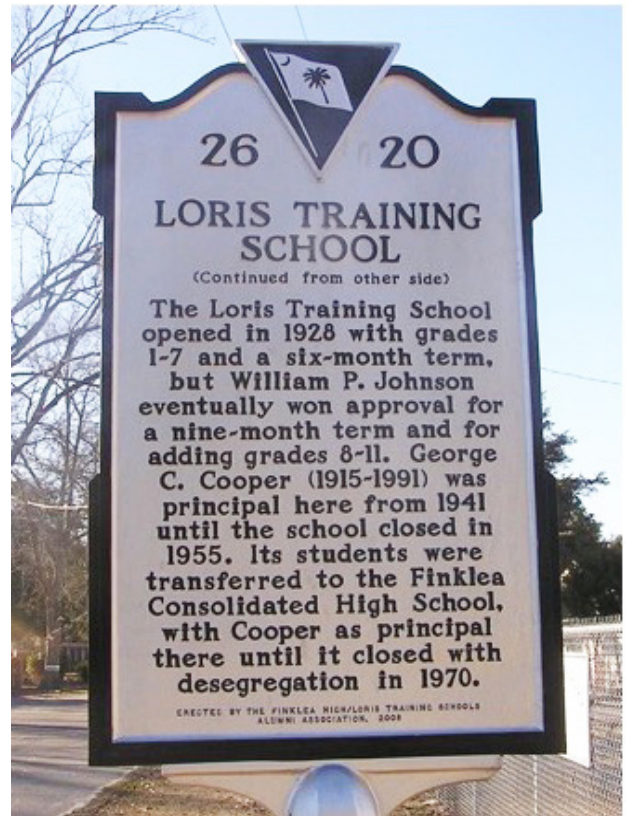 26 20
LORIS TRAINING
SCHOOL
(Continued from other side)
The Loris Training School
opened in 1928 with grades
1-7 and a six-month term,
but William P. Johnson
eventually won approval for
a nine-month term and for
adding grades 8-11. George
C. Cooper (1915-1991) was
principal here from 1941
until the school closed in
1955. Its students were
transferred to the Finklea
Consolidated High School,
with Cooper as principal
there until it closed with
desegregation in 1970.
ERECTED BY THE FINKLEA HIGH/LORIS TRAINING SCHOOLS
ALUMNI ASSOCIATION,